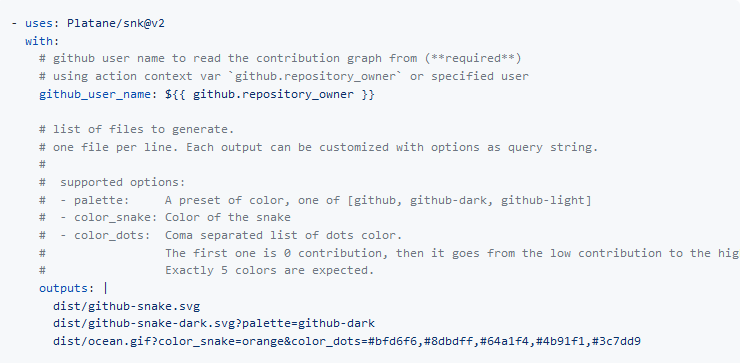 - uses: Platane/snk@v2
  with:
    # github user name to read the contribution graph from (**required**)
    # using action context var `github.repository_owner` or specified user
    github_user_name: ${{ github.repository_owner }}

    # list of files to generate.
    # one file per line. Each output can be customized with options as query string.
    #
    #  supported options:
    #  - palette:     A preset of color, one of [github, github-dark, github-light]
    #  - color_snake: Color of the snake
    #  - color_dots:  Coma separated list of dots color.
    #                 The first one is 0 contribution, then it goes from the low contribution to the hig
    #                 Exactly 5 colors are expected.
    outputs: |
      dist/github-snake.svg
      dist/github-snake-dark.svg?palette=github-dark
      dist/ocean.gif?color_snake=orange&color_dots=#bfd6f6,#8dbdff,#64a1f4,#4b91f1,#3c7dd9